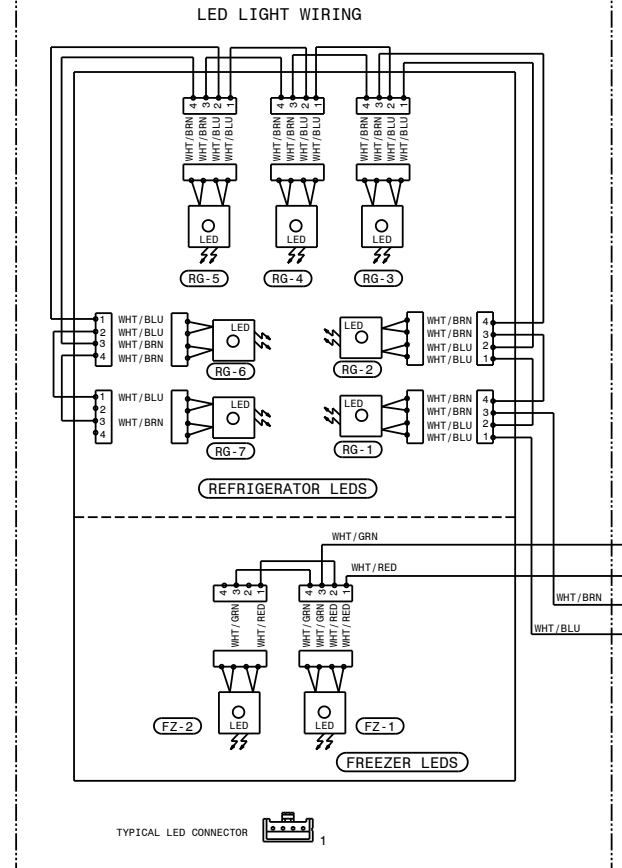 LED LIGHT WIRING
4 3 2 1
4 3 2 1
4 3 2 1
WHT/BRN WHT/BRN WHT/BLU WHT/BLU
WHT/BRN WHT/BRN WHT/BLU WHT/BLU
WHT/BRN WHT/BRN WHT/BLU WHT/BLU
LED LED LED
RG-5 RG-4 RG-3
1 WHT/BLU
2 WHT/BLU
3 WHT/BRN
4 WHT/BRN
LED
RG-6
LED
RG-2
WHT/BRN 4
WHT/BRN 3
WHT/BLU 2
WHT/BLU 1
1 WHT/BLU
2
3 WHT/BRN
4
LED
RG-7
LED
RG-1
WHT/BRN 4
WHT/BRN 3
WHT/BLU 2
WHT/BLU 1
REFRIGERATOR LEDS
WHT/GRN
WHT/RED
WHT/BRN
WHT/BLU
4 3 2 1
4 3 2 1
WHT/GRN WHT/RED
WHT/GRN WHT/GRN WHT/RED WHT/RED
LED LED
FZ-2 FZ-1
FREEZER LEDS
TYPICAL LED CONNECTOR 1